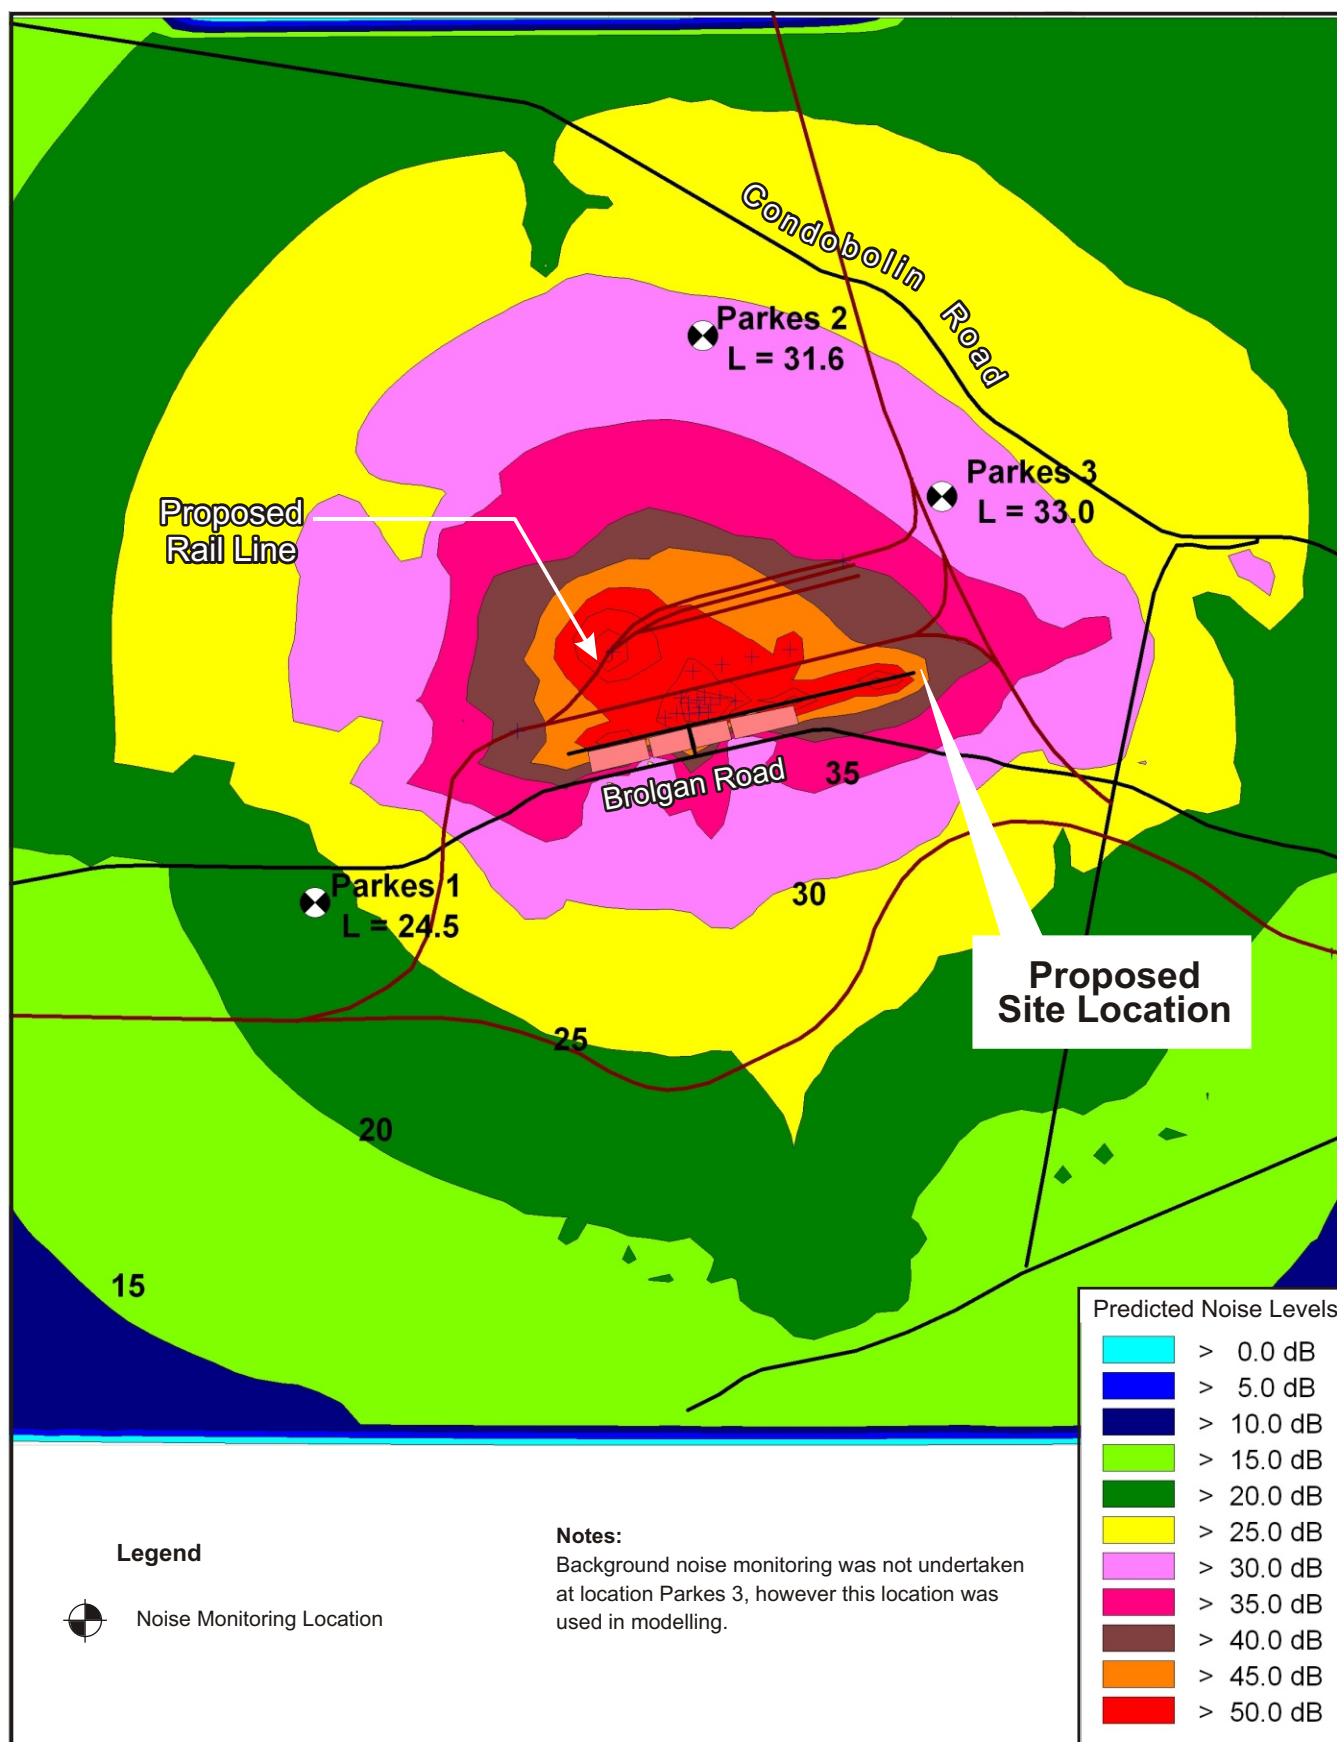 Condobolin Road
Parkes 2
L = 31.6
Parkes 3
L = 33.0
Proposed
Rail Line
Brolgan Road
35
Parkes 1
L = 24.5
30
Proposed
Site Location
25
20
15
Predicted Noise Levels
> 0.0 dB
> 5.0 dB
> 10.0 dB
> 15.0 dB
> 20.0 dB
> 25.0 dB
> 30.0 dB
> 35.0 dB
> 40.0 dB
> 45.0 dB
> 50.0 dB
Legend
Noise Monitoring Location
Notes:
Background noise monitoring was not undertaken
at location Parkes 3, however this location was
used in modelling.